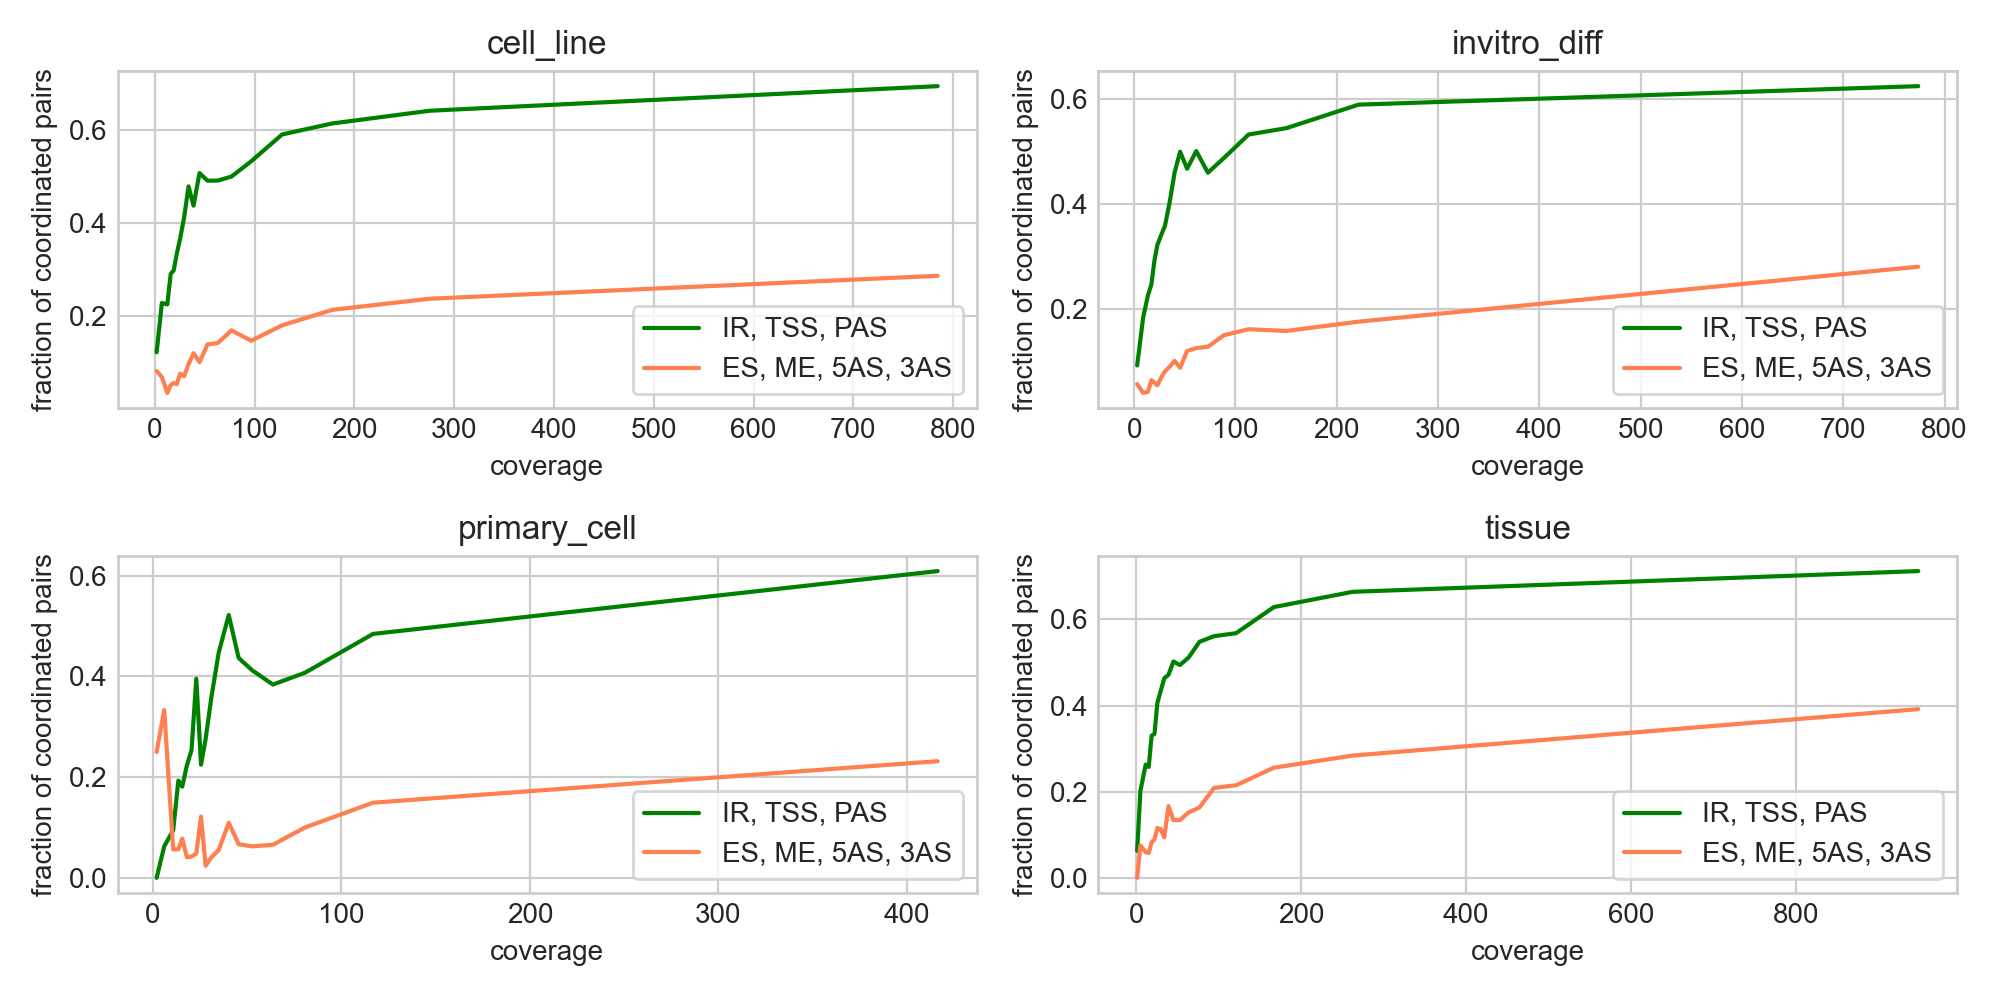 cell_line
fraction of coordinated pairs
0.6
0.4
0.2
0 100 200 300 400 500 600 700 800
coverage
IR, TSS, PAS
ES, ME, 5AS, 3AS
invitro_diff
fraction of coordinated pairs
0.6
0.4
0.2
0 100 200 300 400 500 600 700 800
coverage
IR, TSS, PAS
ES, ME, 5AS, 3AS
primary_cell
fraction of coordinated pairs
0.6
0.4
0.2
0.0
0 100 200 300 400
coverage
IR, TSS, PAS
ES, ME, 5AS, 3AS
tissue
fraction of coordinated pairs
0.6
0.4
0.2
0.0
0 200 400 600 800
coverage
IR, TSS, PAS
ES, ME, 5AS, 3AS